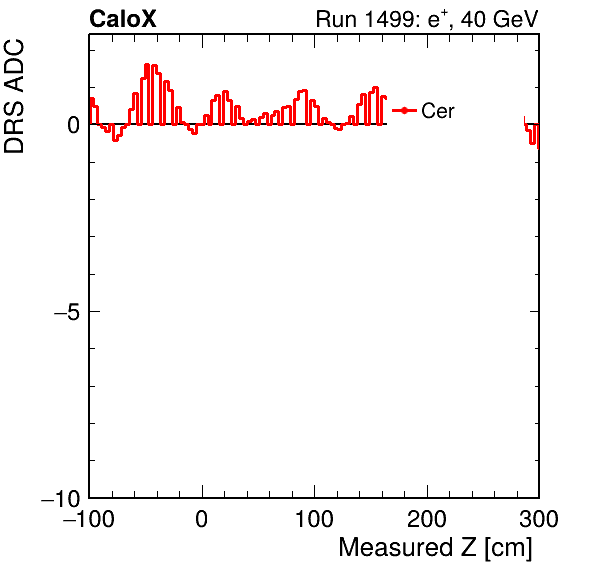 CaloX Run 1499: e⁺, 40 GeV
DRS ADC
Cer
0
−5
−10
−100 0 100 200 300
Measured Z [cm]